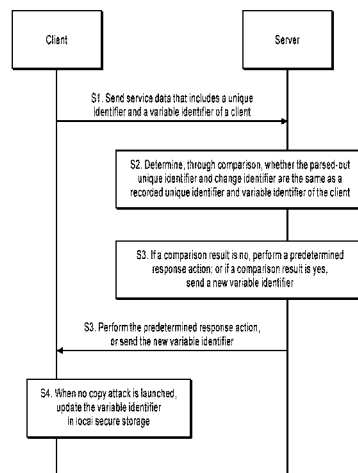 Client
Server
S1. Send service data that includes a unique
identifier and a variable identifier of a client
S2. Determine, through comparison, whether the parsed-out
unique identifier and change identifier are the same as a
recorded unique identifier and variable identifier of the client
S3. If a comparison result is no, perform a predetermined
response action; or if a comparison result is yes,
send a new variable identifier
S3. Perform the predetermined response action,
or send the new variable identifier
S4. When no copy attack is launched,
update the variable identifier
in local secure storage